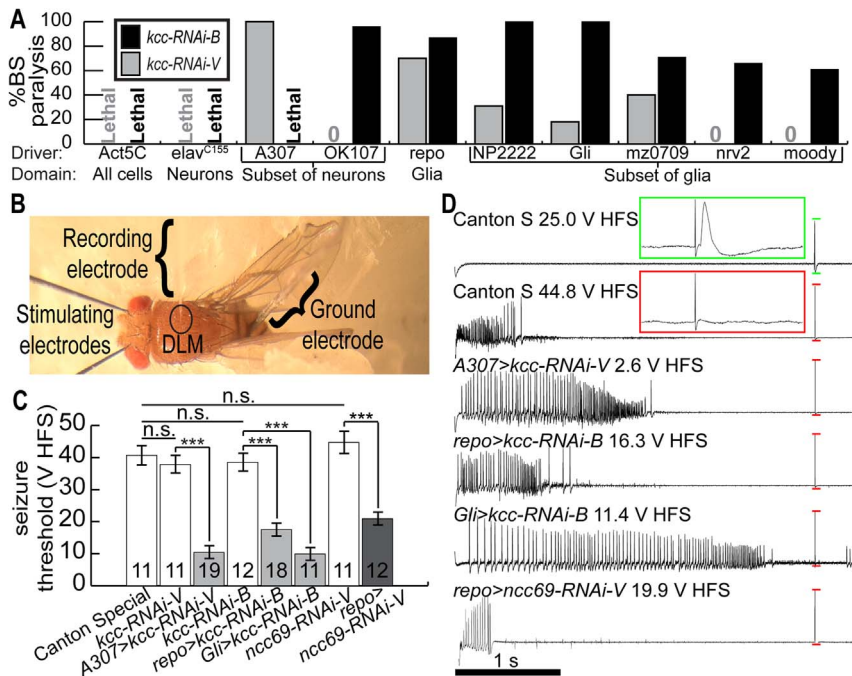 A
kcc-RNAi-B
kcc-RNAi-V
%BS
paralysis
100
80
60
40
20
0
Lethal
Lethal
Lethal
Lethal
Lethal
0
0
0
Driver: Act5C elavC155 A307 OK107 repo NP2222 Gli mz0709 nrv2 moody
Domain: All cells Neurons Subset of neurons Glia Subset of glia
B
Recording
electrode
Stimulating
electrodes
DLM
Ground
electrode
C
seizure
threshold (V HFS)
50
40
30
20
10
0
n.s.
n.s.
n.s.
***
***
***
***
11 11 19 12 18 11 11 12
Canton Special
kcc-RNAi-V
A307>kcc-RNAi-V
kcc-RNAi-B
repo>kcc-RNAi-B
Gli>kcc-RNAi-B
ncc69-RNAi-V
repo>
ncc69-RNAi-V
D
Canton S 25.0 V HFS
Canton S 44.8 V HFS
A307>kcc-RNAi-V 2.6 V HFS
repo>kcc-RNAi-B 16.3 V HFS
Gli>kcc-RNAi-B 11.4 V HFS
repo>ncc69-RNAi-V 19.9 V HFS
1 s